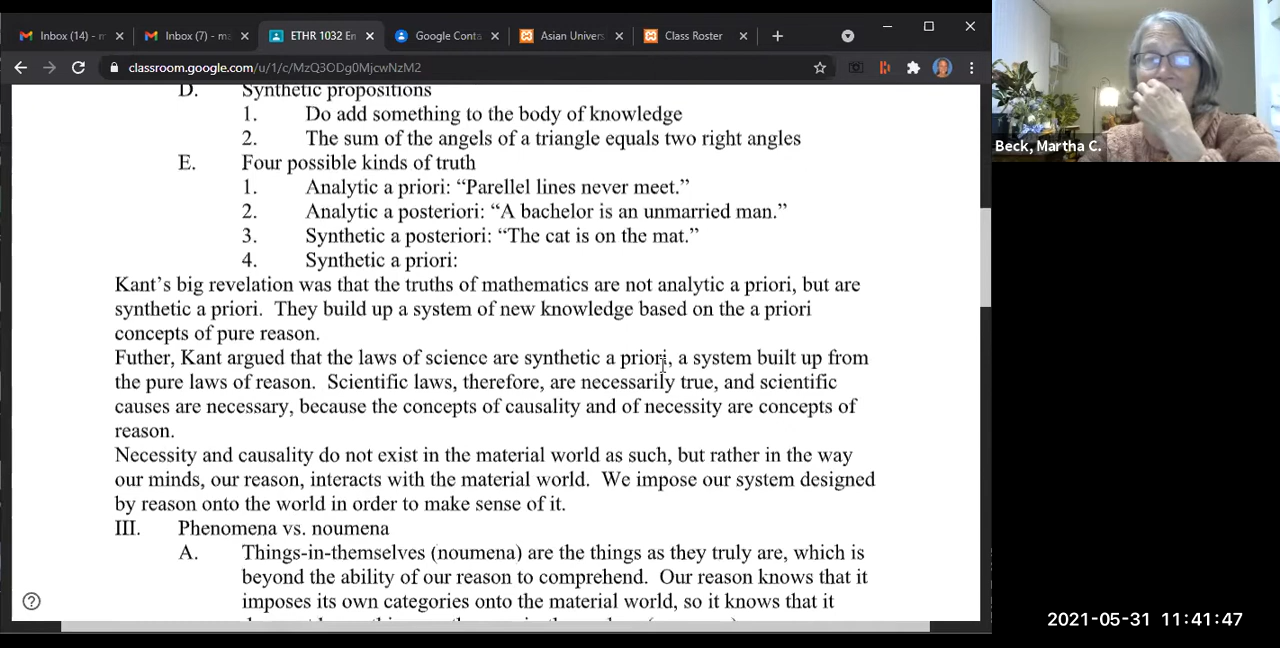 Inbox (14) - m
Inbox (7) - ma
ETHR 1032 En
Google Conta
Asian Univers
Class Roster
classroom.google.com/u/1/c/MzQ3ODg0MjcwNzM2
D. Synthetic propositions
1. Do add something to the body of knowledge
2. The sum of the angels of a triangle equals two right angles
E. Four possible kinds of truth
1. Analytic a priori: “Parellel lines never meet.”
2. Analytic a posteriori: “A bachelor is an unmarried man.”
3. Synthetic a posteriori: “The cat is on the mat.”
4. Synthetic a priori:
Kant’s big revelation was that the truths of mathematics are not analytic a priori, but are
synthetic a priori. They build up a system of new knowledge based on the a priori
concepts of pure reason.
Futher, Kant argued that the laws of science are synthetic a priori, a system built up from
the pure laws of reason. Scientific laws, therefore, are necessarily true, and scientific
causes are necessary, because the concepts of causality and of necessity are concepts of
reason.
Necessity and causality do not exist in the material world as such, but rather in the way
our minds, our reason, interacts with the material world. We impose our system designed
by reason onto the world in order to make sense of it.
III. Phenomena vs. noumena
A. Things-in-themselves (noumena) are the things as they truly are, which is
beyond the ability of our reason to comprehend. Our reason knows that it
imposes its own categories onto the material world, so it knows that it
Beck, Martha C.
2021-05-31 11:41:47